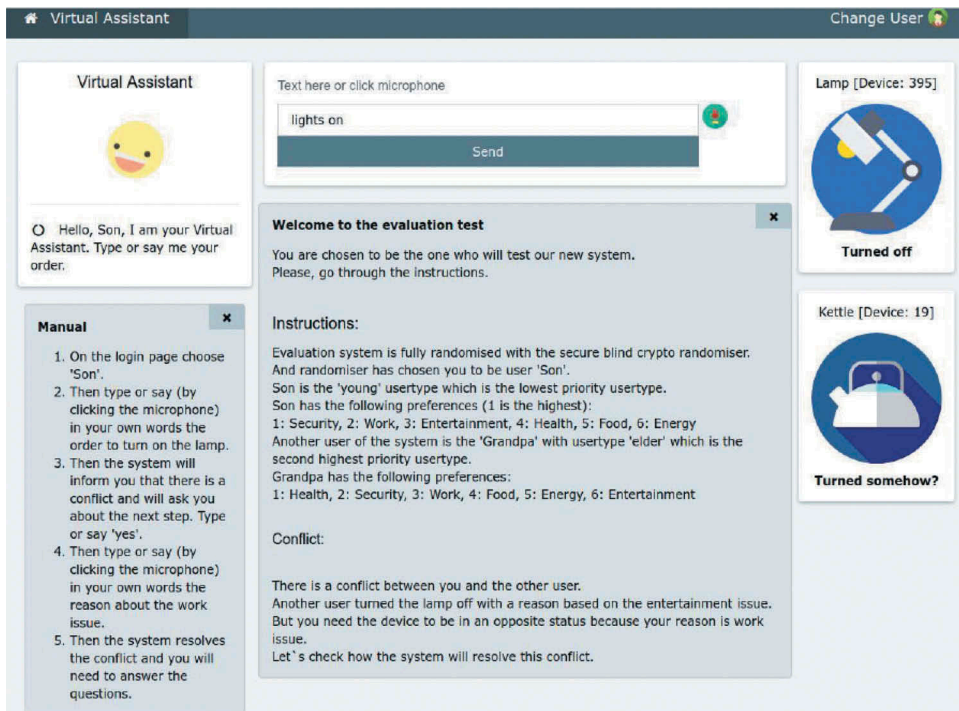 Virtual Assistant
Change User
Virtual Assistant
Hello, Son, I am your Virtual
Assistant. Type or say me your
order.
Manual
1. On the login page choose
'Son'.
2. Then type or say (by
clicking the microphone)
in your own words the
order to turn on the lamp.
3. Then the system will
inform you that there is a
conflict and will ask you
about the next step. Type
or say 'yes'.
4. Then type or say (by
clicking the microphone)
in your own words the
reason about the work
issue.
5. Then the system resolves
the conflict and you will
need to answer the
questions.
Text here or click microphone
lights on
Send
Welcome to the evaluation test
You are chosen to be the one who will test our new system.
Please, go through the instructions.
Instructions:
Evaluation system is fully randomised with the secure blind crypto randomiser.
And randomiser has chosen you to be user 'Son'.
Son is the 'young' usertype which is the lowest priority usertype.
Son has the following preferences (1 is the highest):
1: Security, 2: Work, 3: Entertainment, 4: Health, 5: Food, 6: Energy
Another user of the system is the 'Grandpa' with usertype 'elder' which is the
second highest priority usertype.
Grandpa has the following preferences:
1: Health, 2: Security, 3: Work, 4: Food, 5: Energy, 6: Entertainment
Conflict:
There is a conflict between you and the other user.
Another user turned the lamp off with a reason based on the entertainment issue.
But you need the device to be in an opposite status because your reason is work
issue.
Let`s check how the system will resolve this conflict.
Lamp [Device: 395]
Turned off
Kettle [Device: 19]
Turned somehow?